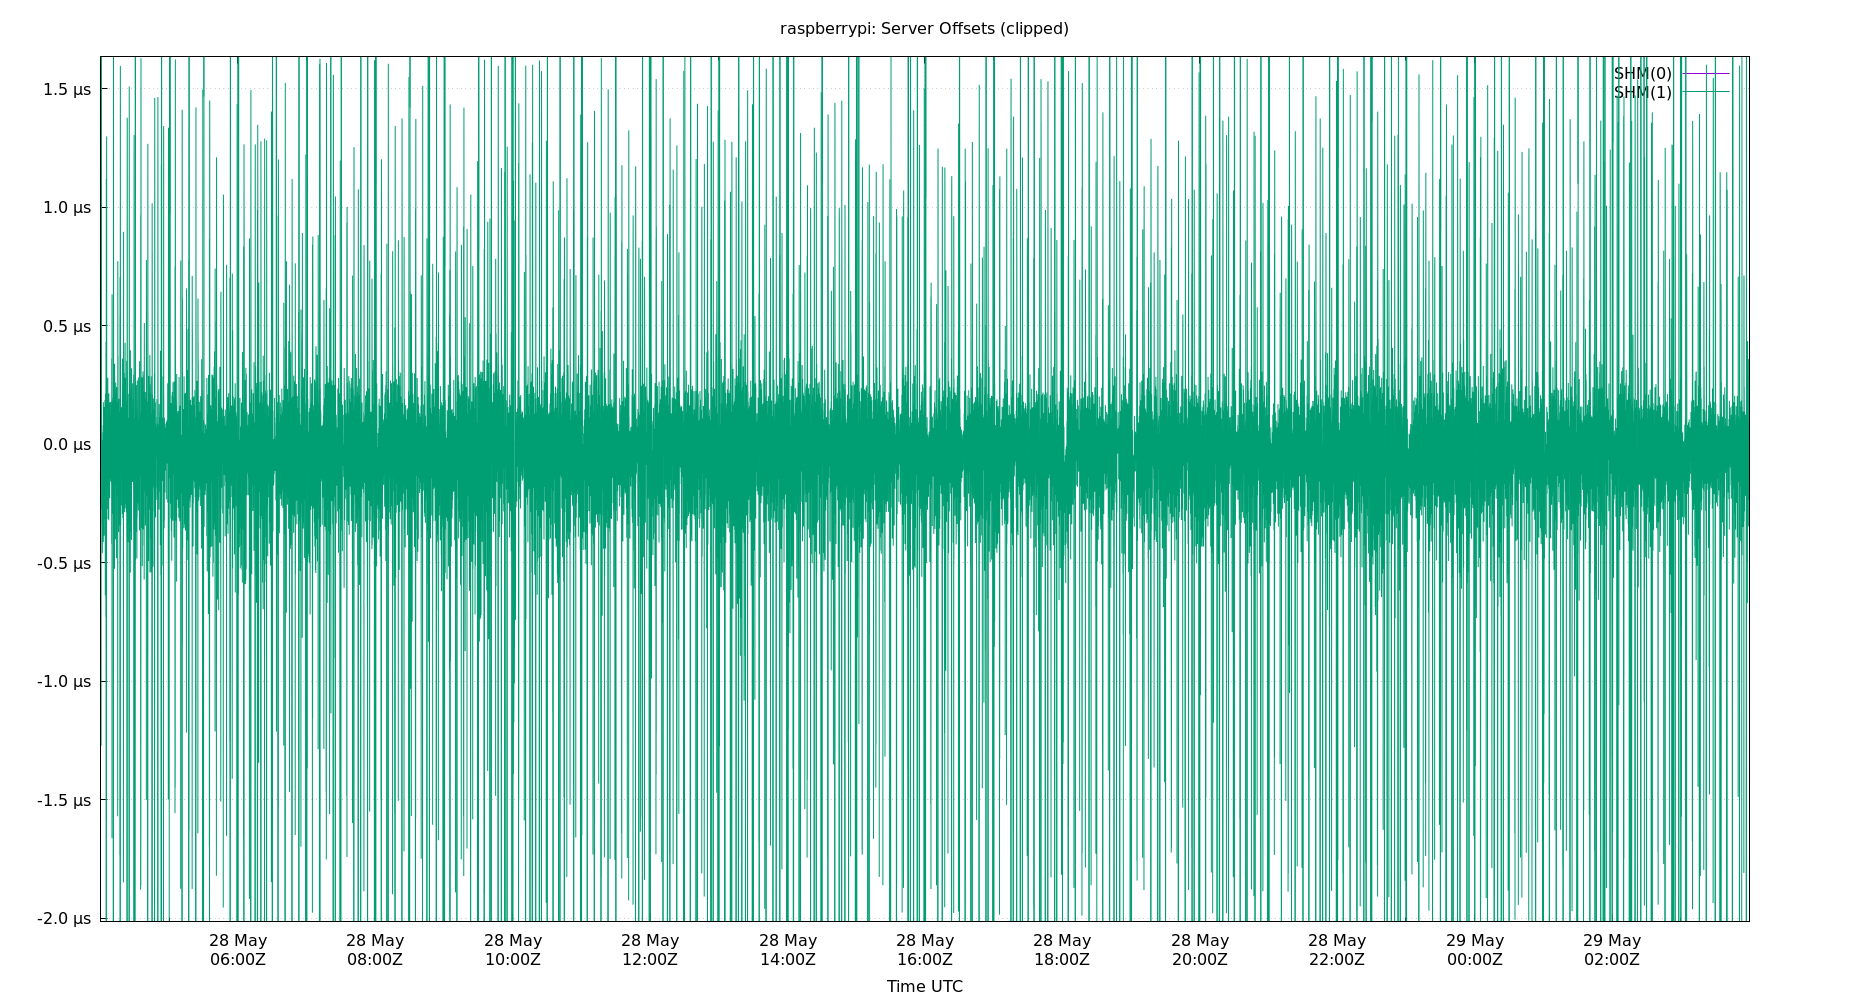 raspberrypi: Server Offsets (clipped)
SHM(0)
SHM(1)
1.5 µs
1.0 µs
0.5 µs
0.0 µs
-0.5 µs
-1.0 µs
-1.5 µs
-2.0 µs
28 May 28 May 28 May 28 May 28 May 28 May 28 May 28 May 28 May 29 May 29 May
06:00Z 08:00Z 10:00Z 12:00Z 14:00Z 16:00Z 18:00Z 20:00Z 22:00Z 00:00Z 02:00Z
Time UTC